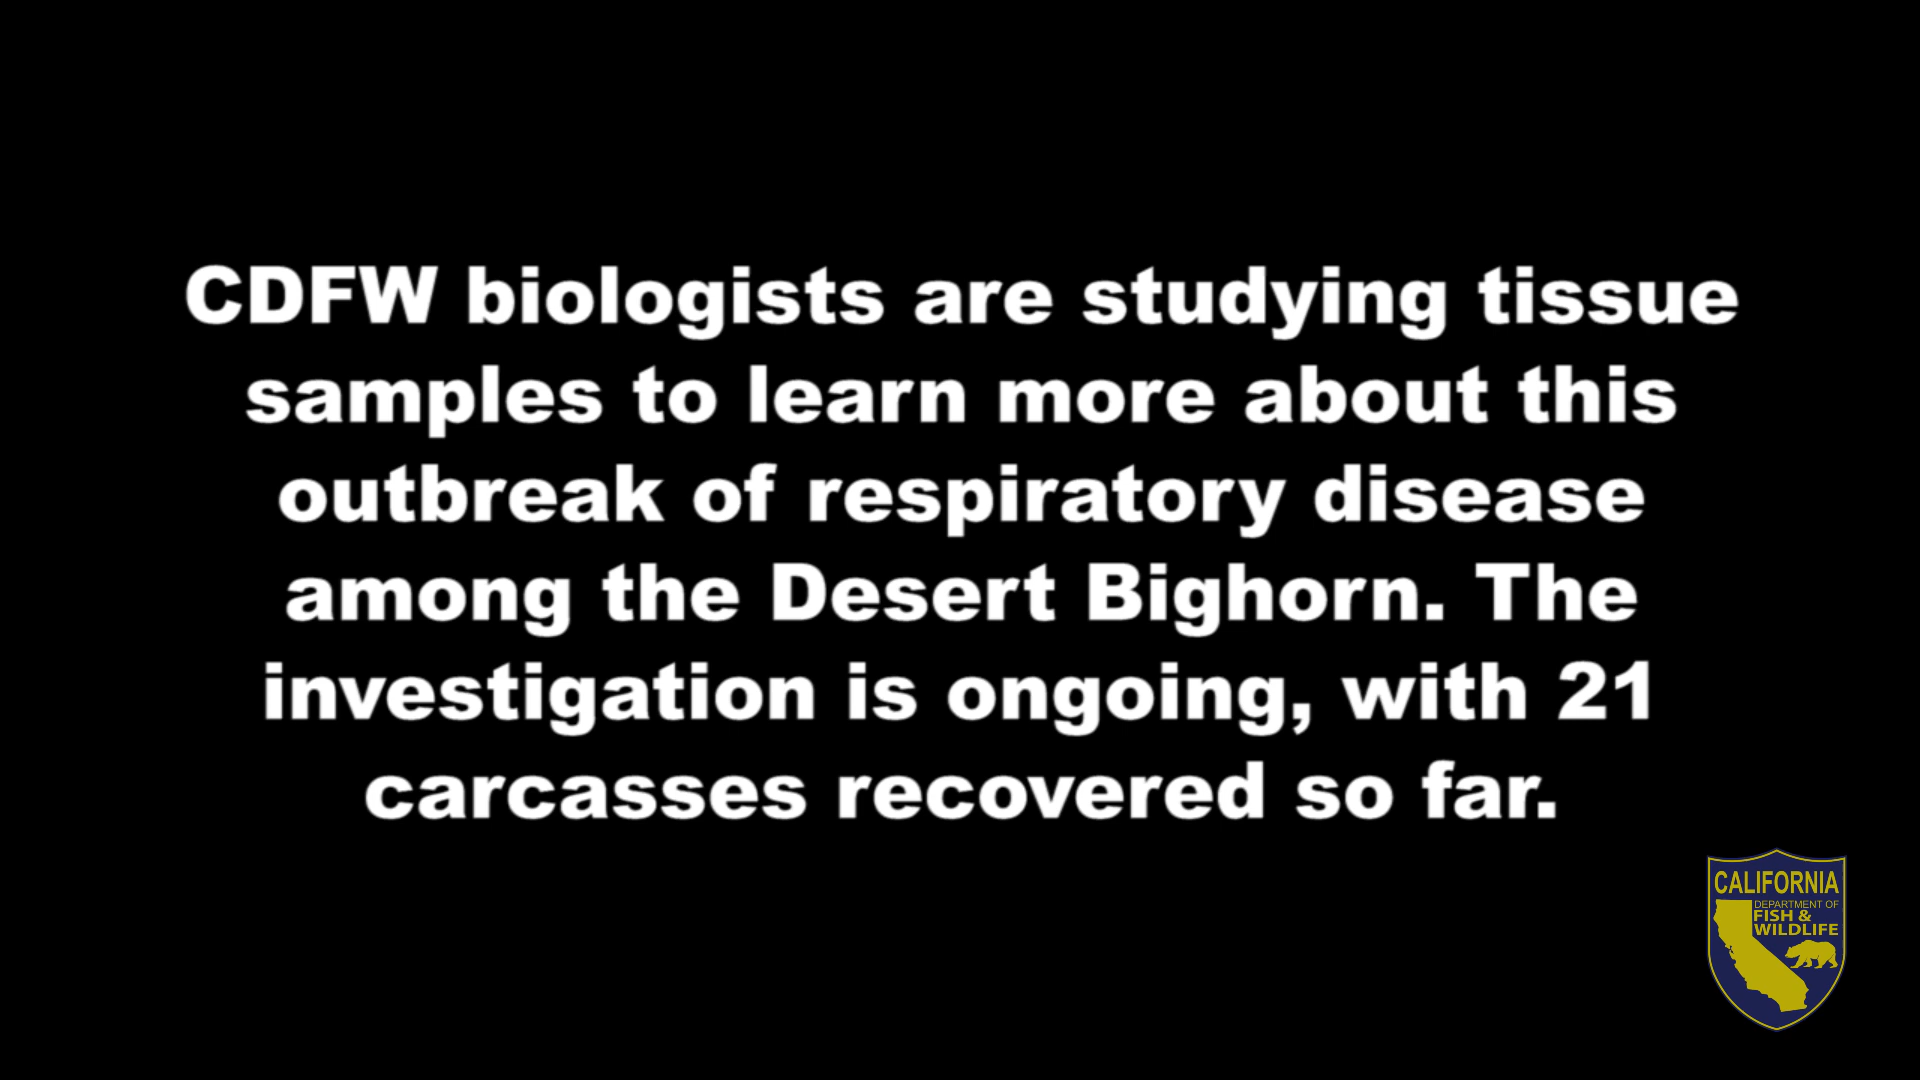 CDFW biologists are studying tissue
samples to learn more about this
outbreak of respiratory disease
among the Desert Bighorn. The
investigation is ongoing, with 21
carcasses recovered so far.
CALIFORNIA
DEPARTMENT OF
FISH &
WILDLIFE